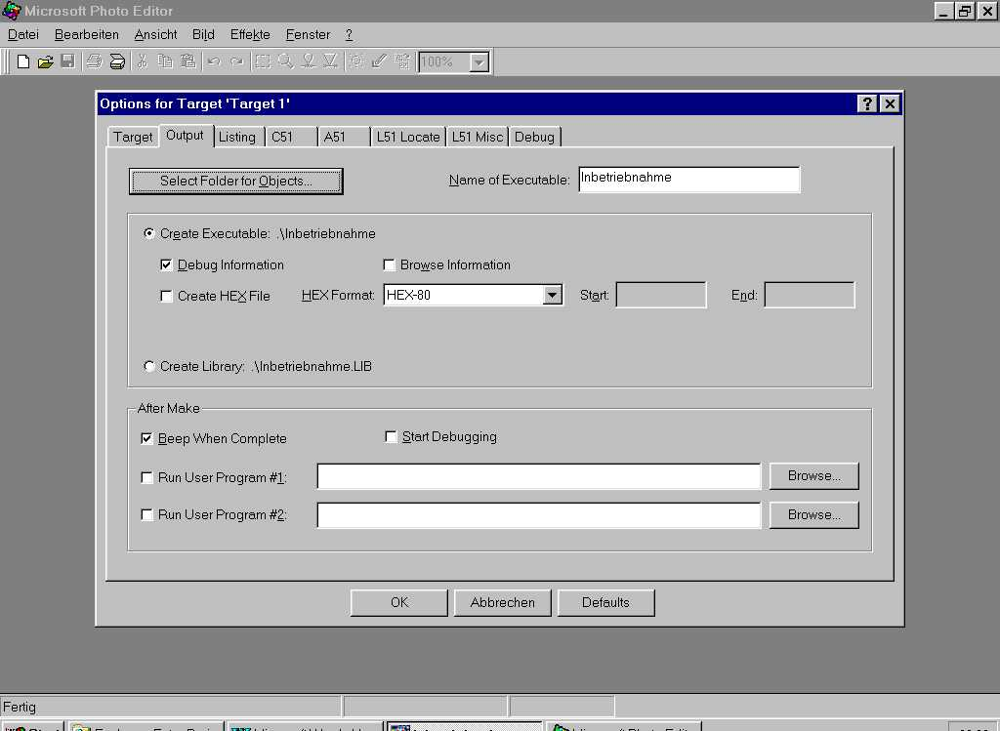 Microsoft Photo Editor
Datei Bearbeiten Ansicht Bild Effekte Fenster ?
100%
Options for Target 'Target 1'
Target Output Listing C51 A51 L51 Locate L51 Misc Debug
Select Folder for Objects... Name of Executable: Inbetriebnahme
Create Executable: .\Inbetriebnahme
Debug Information Browse Information
Create HEX File HEX Format: HEX-80 Start: End:
Create Library: .\Inbetriebnahme.LIB
After Make
Beep When Complete Start Debugging
Run User Program #1: Browse...
Run User Program #2: Browse...
OK Abbrechen Defaults
Fertig